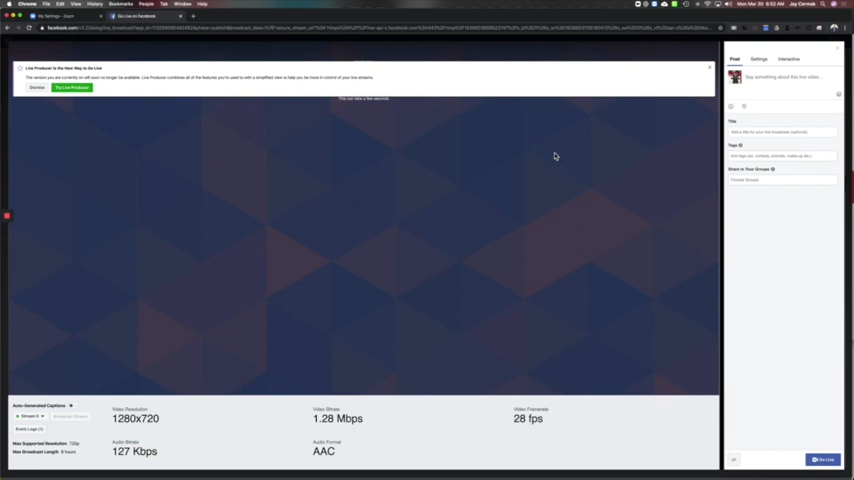 Chrome File Edit View History Bookmarks People Tab Window Help
Mon Mar 30 6:52 AM Jay Cermak
My Settings - Zoom
Go Live on Facebook
Live Producer is the New Way to Go Live
The version you are currently on will soon no longer be available. Live Producer combines all of the features you're used to with a simplified view to help you be more in control of your live streams.
Dismiss Try Live Producer
This can take a few seconds.
Post Settings Interactive
Say something about this live video...
Title
Add a title for your live broadcast (optional)
Tags
Add tags (ex. comedy, animals, make-up etc.)
Share to Your Groups
Choose Groups
Auto-Generated Captions
Stream 0 Broadcast Stream
Event Logs (1)
Max Supported Resolution 720p
Max Broadcast Length 8 hours
Video Resolution
1280x720
Video Bitrate
1.28 Mbps
Video Framerate
28 fps
Audio Bitrate
127 Kbps
Audio Format
AAC
Go Live